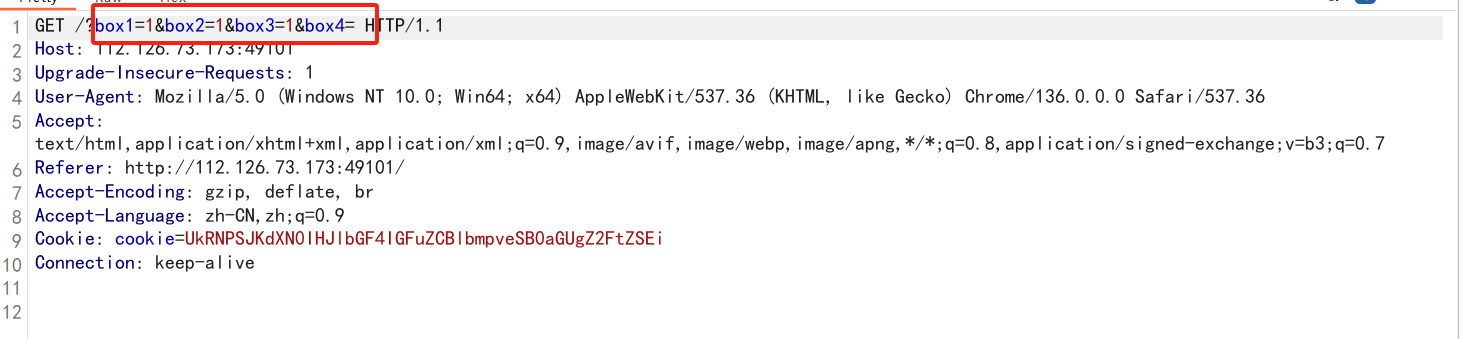 1 GET /?box1=1&box2=1&box3=1&box4= HTTP/1.1
2 Host: 112.126.73.173:49101
3 Upgrade-Insecure-Requests: 1
4 User-Agent: Mozilla/5.0 (Windows NT 10.0; Win64; x64) AppleWebKit/537.36 (KHTML, like Gecko) Chrome/136.0.0.0 Safari/537.36
5 Accept:
text/html,application/xhtml+xml,application/xml;q=0.9,image/avif,image/webp,image/apng,*/*;q=0.8,application/signed-exchange;v=b3;q=0.7
6 Referer: http://112.126.73.173:49101/
7 Accept-Encoding: gzip, deflate, br
8 Accept-Language: zh-CN,zh;q=0.9
9 Cookie: cookie=UkRNPSJKdXN0IHJlbGF4IGFuZCBlbmpveSB0aGUgZ2FtZSEi
10 Connection: keep-alive
11
12